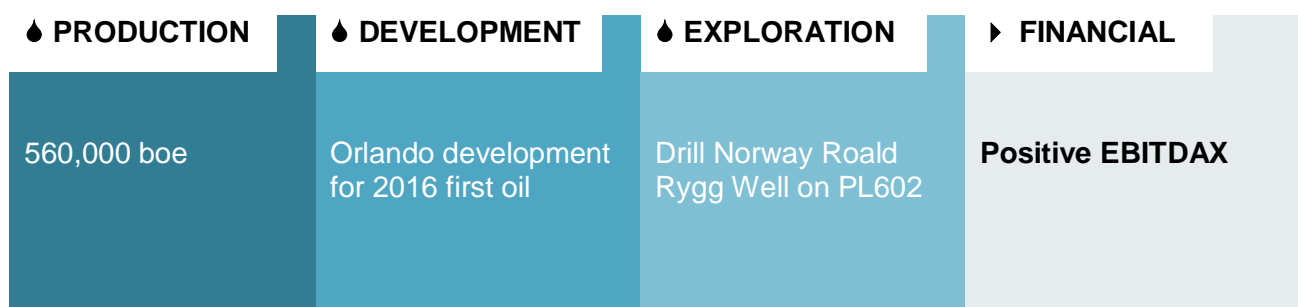 PRODUCTION
560,000 boe
DEVELOPMENT
Orlando development
for 2016 first oil
EXPLORATION
Drill Norway Roald
Rygg Well on PL602
FINANCIAL
Positive EBITDAX